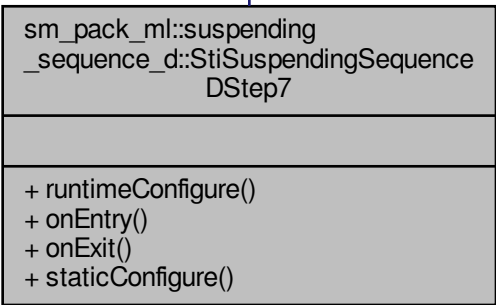 sm_pack_ml::suspending
_sequence_d::StiSuspendingSequence
DStep7
+ runtimeConfigure()
+ onEntry()
+ onExit()
+ staticConfigure()